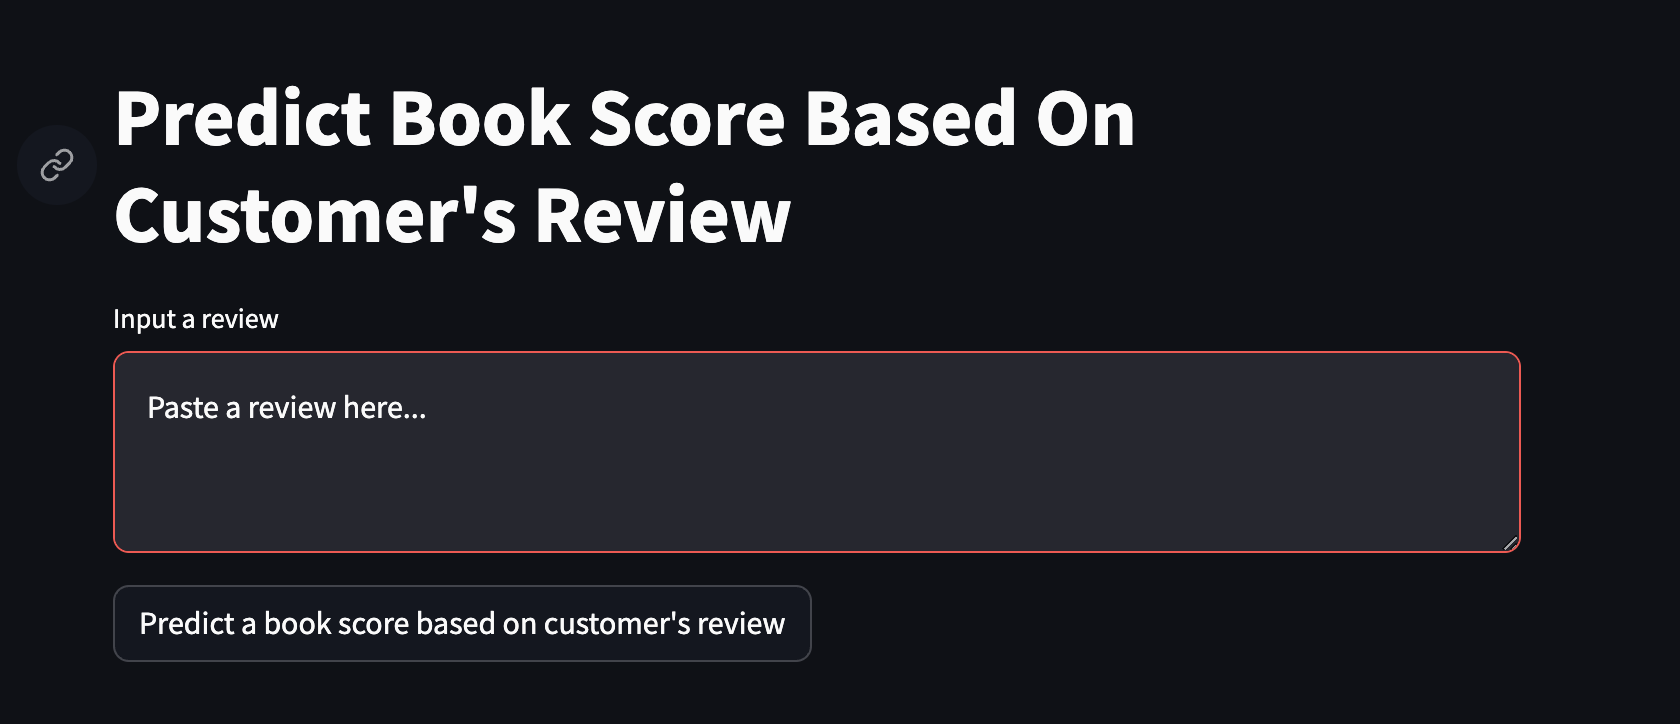 Predict Book Score Based On
Customer's Review
Input a review
Paste a review here...
Predict a book score based on customer's review